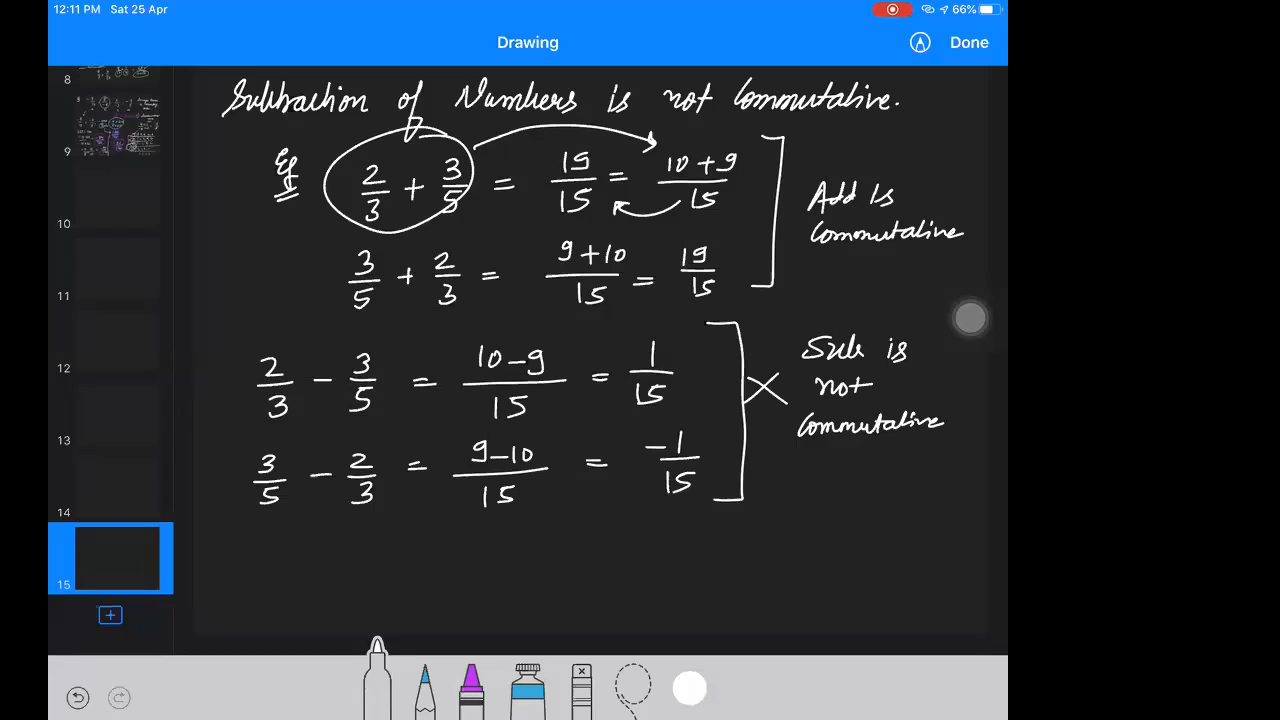 12:11 PM Sat 25 Apr
66%
Drawing
Done
8
9
10
11
12
13
14
15
Subtraction of Numbers is not Commutative.
Eg 2/3 + 3/5 = 19/15 = 10+9/15
3/5 + 2/3 = 9+10/15 = 19/15
Add is
Commutative
2/3 – 3/5 = 10–9/15 = 1/15
3/5 – 2/3 = 9–10/15 = –1/15
Sub is
not
Commutative